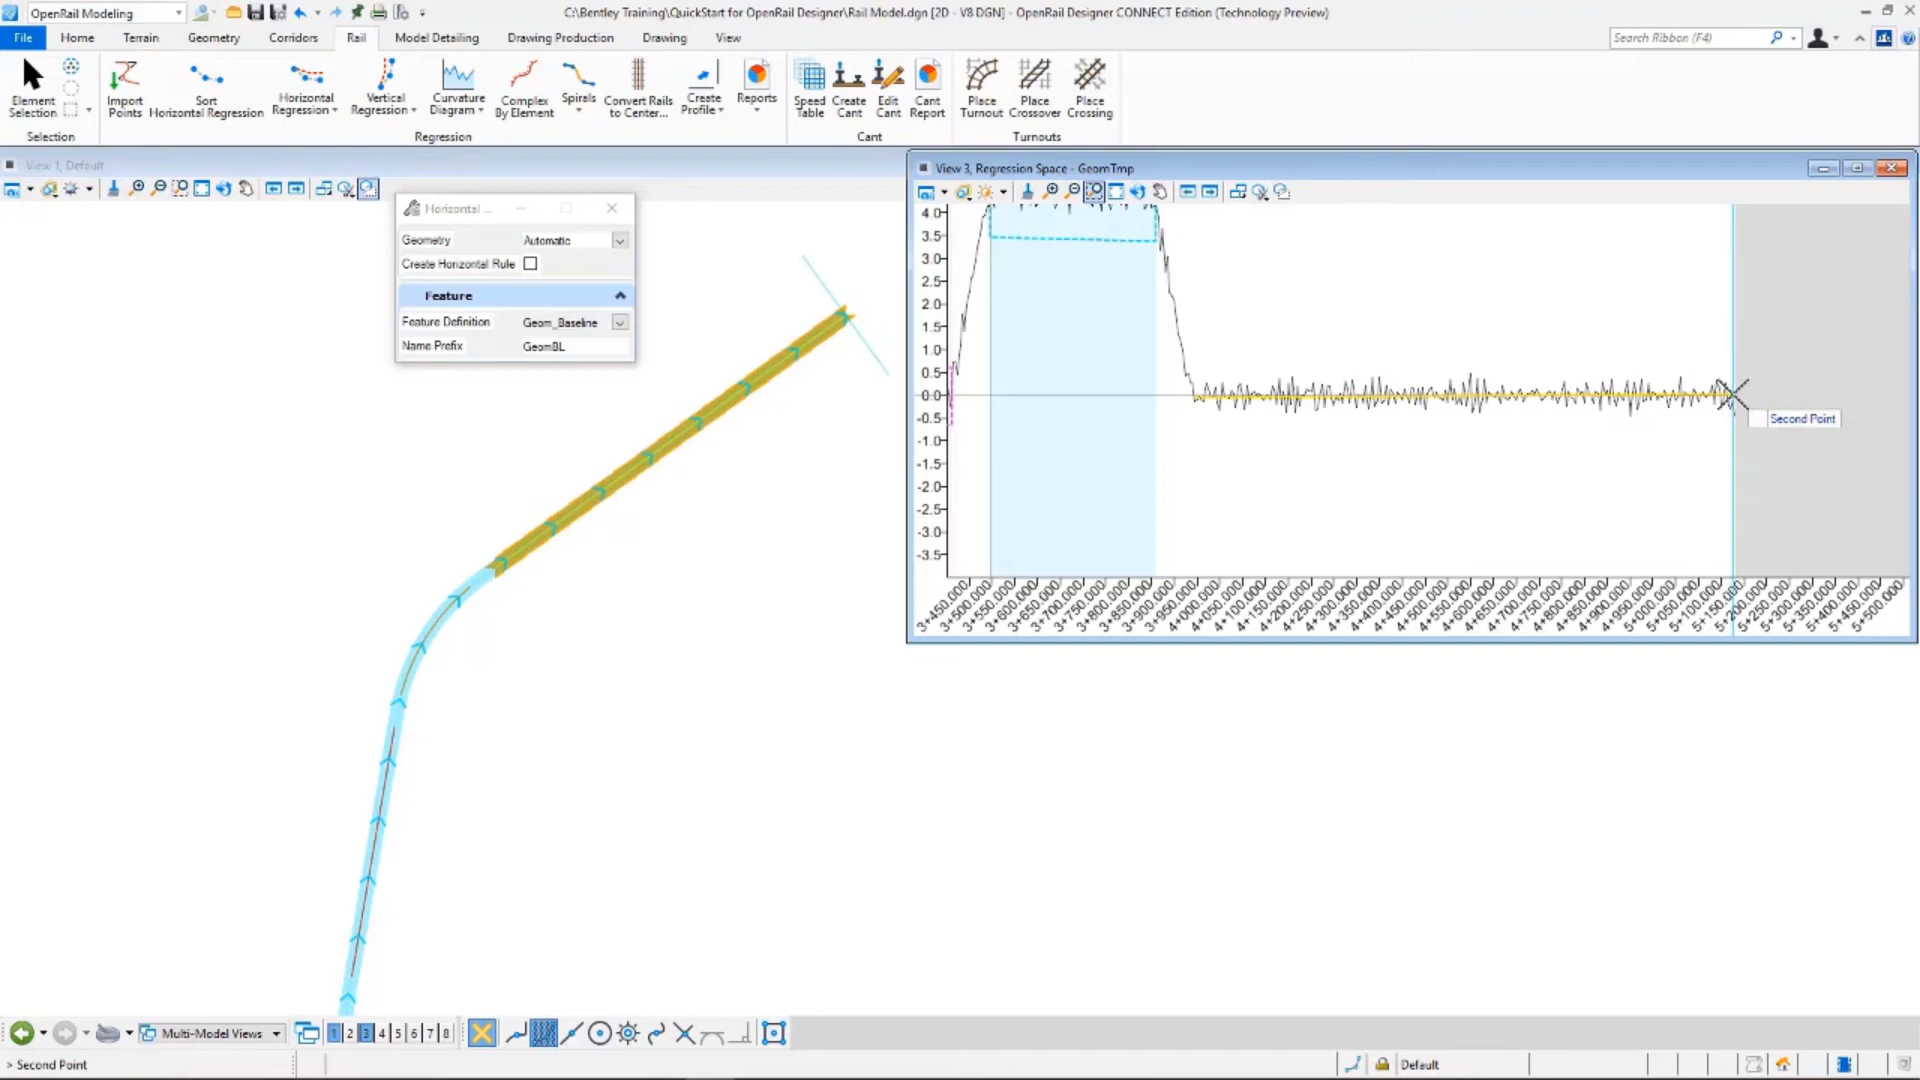 OpenRail Modeling
C:\Bentley Training\QuickStart for OpenRail Designer\Rail Model.dgn [2D - V8 DGN] - OpenRail Designer CONNECT Edition (Technology Preview)
File Home Terrain Geometry Corridors Rail Model Detailing Drawing Production Drawing View
Search Ribbon (F4)
Element Selection
Import Points
Sort Horizontal Regression
Horizontal Regression
Vertical Regression
Curvature Diagram
Complex By Element
Spirals
Convert Rails to Center...
Create Profile
Reports
Speed Table
Create Cant
Edit Cant
Cant Report
Place Turnout
Place Crossover
Place Crossing
Selection Regression Cant Turnouts
View 1, Default
Horizontal ...
Geometry Automatic
Create Horizontal Rule
Feature
Feature Definition Geom_Baseline
Name Prefix GeomBL
View 3, Regression Space - GeomTmp
4.0
3.5
3.0
2.5
2.0
1.5
1.0
0.5
0.0
-0.5
-1.0
-1.5
-2.0
-2.5
-3.0
-3.5
Second Point
3+450.000 3+500.000 3+550.000 3+600.000 3+650.000 3+700.000 3+750.000 3+800.000 3+850.000 3+900.000 3+950.000 4+000.000 4+050.000 4+100.000 4+150.000 4+200.000 4+250.000 4+300.000 4+350.000 4+400.000 4+450.000 4+500.000 4+550.000 4+600.000 4+650.000 4+700.000 4+750.000 4+800.000 4+850.000 4+900.000 4+950.000 5+000.000 5+050.000 5+100.000 5+150.000 5+200.000 5+250.000 5+300.000 5+350.000 5+400.000 5+450.000 5+500.000
Multi-Model Views 1 2 3 4 5 6 7 8
> Second Point
Default